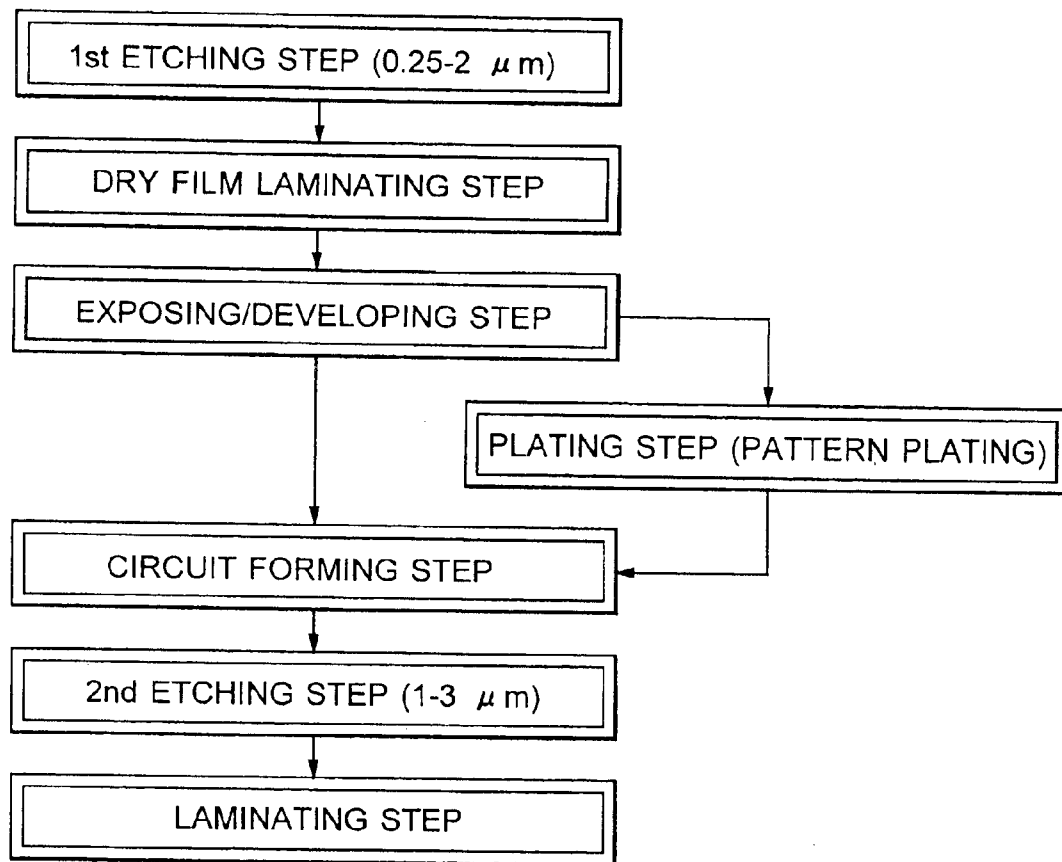 1st ETCHING STEP (0.25-2 μm)
DRY FILM LAMINATING STEP
EXPOSING/DEVELOPING STEP
PLATING STEP (PATTERN PLATING)
CIRCUIT FORMING STEP
2nd ETCHING STEP (1-3 μm)
LAMINATING STEP